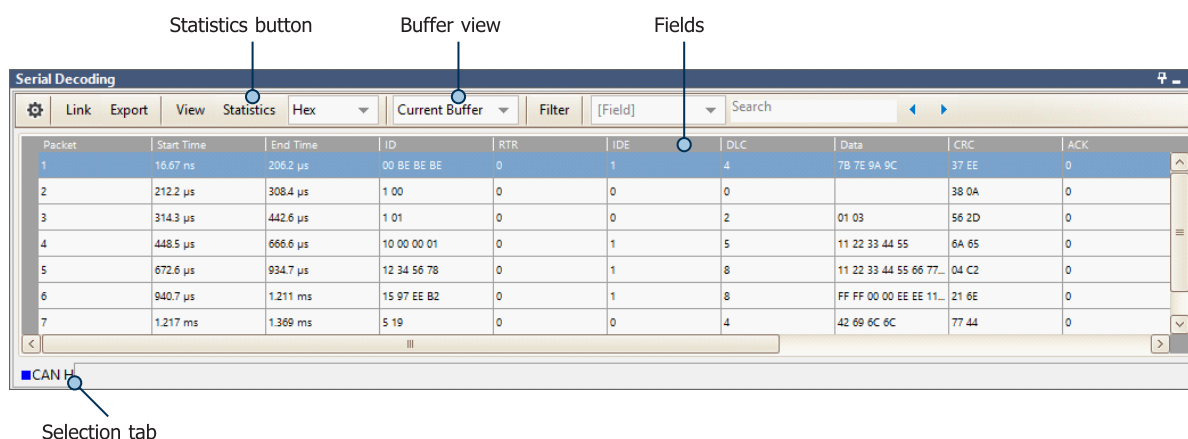 Statistics button Buffer view Fields
Serial Decoding
Link Export View Statistics Hex Current Buffer Filter [Field] Search
Packet Start Time End Time ID RTR IDE DLC Data CRC ACK
1 16.67 ns 206.2 µs 00 BE BE BE 0 1 4 7B 7E 9A 9C 37 EE 0
2 212.2 µs 308.4 µs 1 00 0 0 0 38 0A 0
3 314.3 µs 442.6 µs 1 01 0 0 2 01 03 56 2D 0
4 448.5 µs 666.6 µs 10 00 00 01 0 1 5 11 22 33 44 55 6A 65 0
5 672.6 µs 934.7 µs 12 34 56 78 0 1 8 11 22 33 44 55 66 77... 04 C2 0
6 940.7 µs 1.211 ms 15 97 EE B2 0 1 8 FF FF 00 00 EE EE 11... 21 6E 0
7 1.217 ms 1.369 ms 5 19 0 0 4 42 69 6C 6C 77 44 0
CAN H
Selection tab